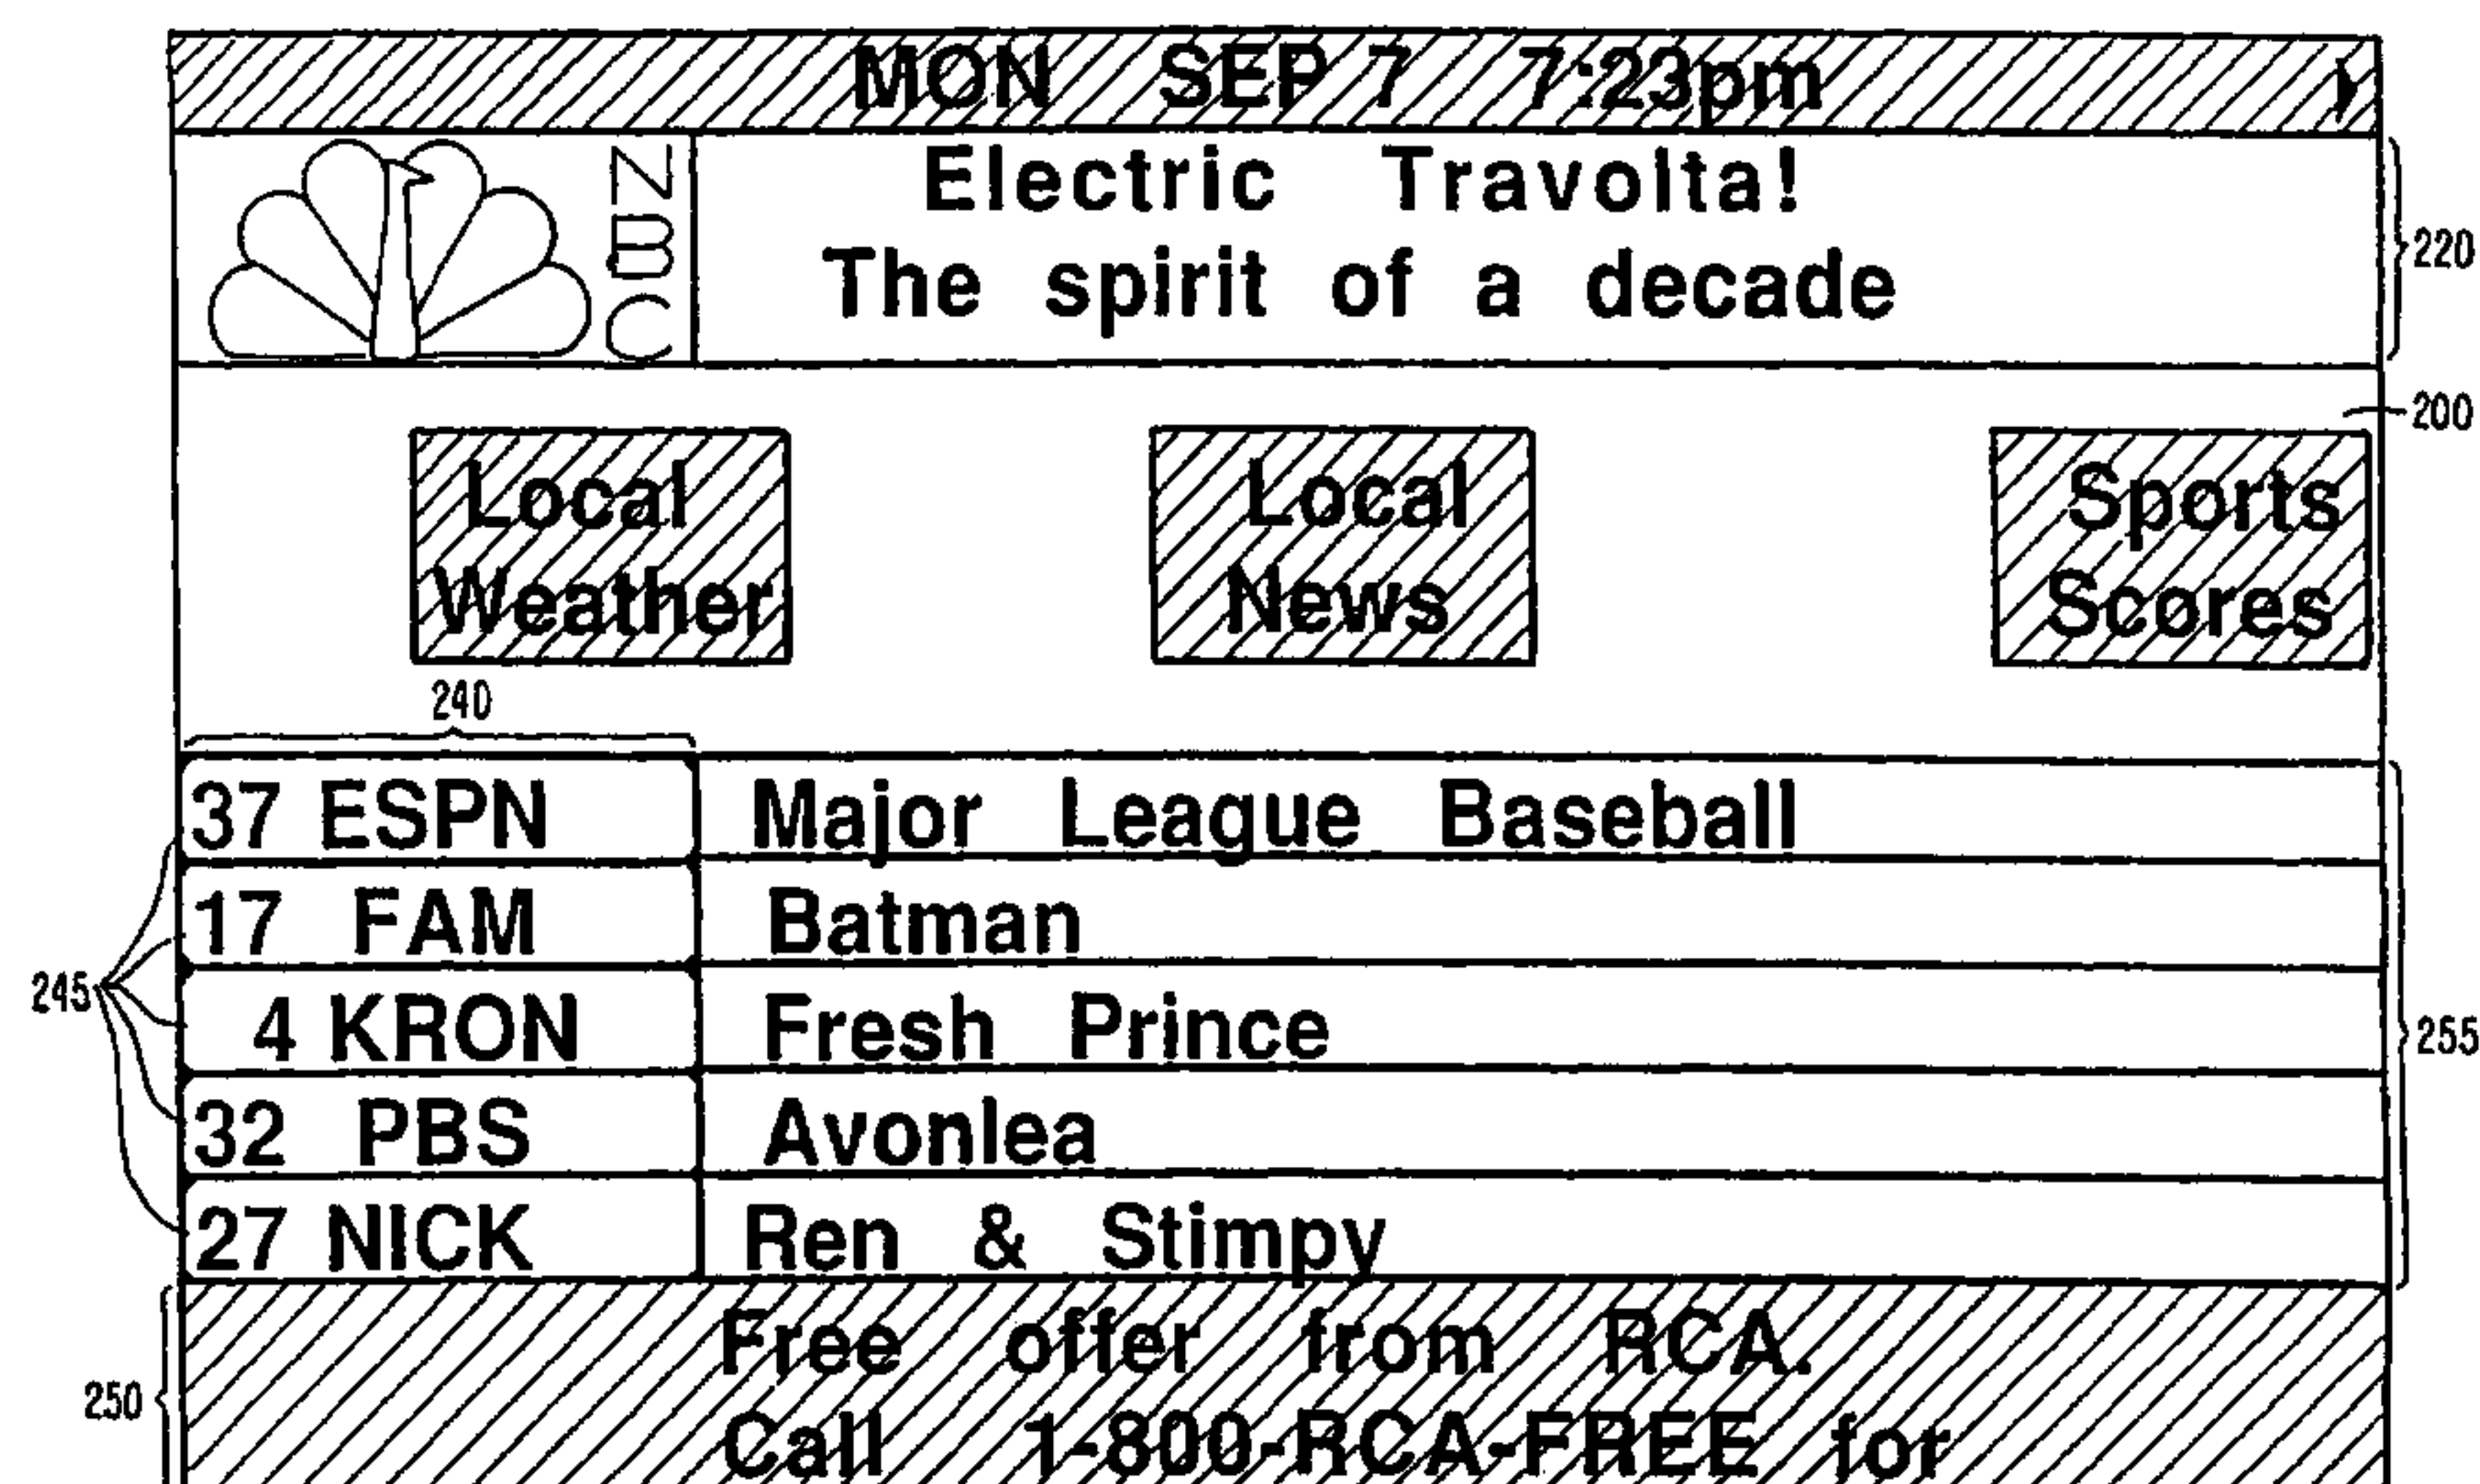 MON SEP 7 7:23pm
NBC
Electric Travolta!
The spirit of a decade
220
200
Local Weather
Local News
Sports Scores
240
37 ESPN Major League Baseball
17 FAM Batman
4 KRON Fresh Prince
32 PBS Avonlea
27 NICK Ren & Stimpy
245
255
Free offer from RCA.
Call 1-800-RCA-FREE for
250